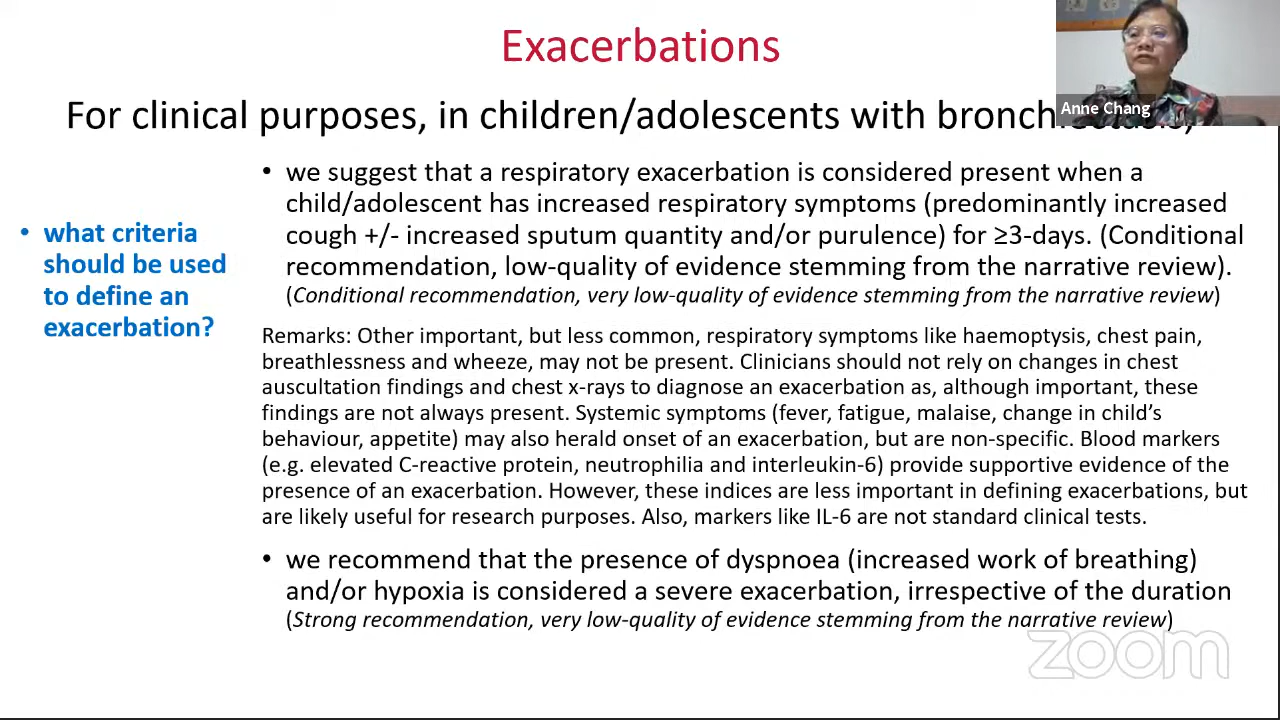 Exacerbations
Anne Chang
For clinical purposes, in children/adolescents with
• what criteria
should be used
to define an
exacerbation?
• we suggest that a respiratory exacerbation is considered present when a
child/adolescent has increased respiratory symptoms (predominantly increased
cough +/- increased sputum quantity and/or purulence) for ≥3-days. (Conditional
recommendation, low-quality of evidence stemming from the narrative review).
(Conditional recommendation, very low-quality of evidence stemming from the narrative review)
Remarks: Other important, but less common, respiratory symptoms like haemoptysis, chest pain,
breathlessness and wheeze, may not be present. Clinicians should not rely on changes in chest
auscultation findings and chest x-rays to diagnose an exacerbation as, although important, these
findings are not always present. Systemic symptoms (fever, fatigue, malaise, change in child’s
behaviour, appetite) may also herald onset of an exacerbation, but are non-specific. Blood markers
(e.g. elevated C-reactive protein, neutrophilia and interleukin-6) provide supportive evidence of the
presence of an exacerbation. However, these indices are less important in defining exacerbations, but
are likely useful for research purposes. Also, markers like IL-6 are not standard clinical tests.
• we recommend that the presence of dyspnoea (increased work of breathing)
and/or hypoxia is considered a severe exacerbation, irrespective of the duration
(Strong recommendation, very low-quality of evidence stemming from the narrative review)
zoom